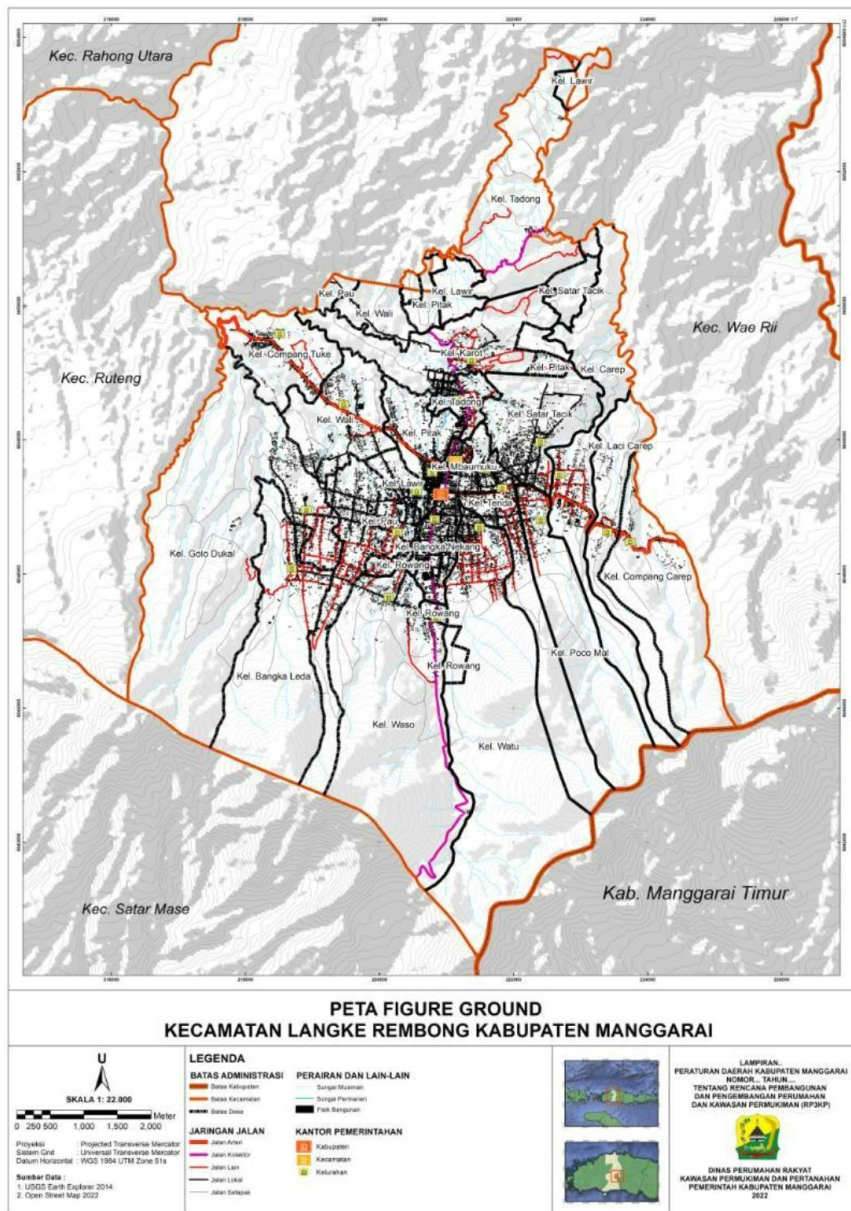 Kec. Rahong Utara
Kel. Lawir
Kel. Tadong
Kel. Lawir
Kel. Satar Tacik
Kel. Pau
Kel. Pitak
Kel. Wali
Kec. Wae Rii
Kec. Ruteng
Kel. Compang Tuke
Kel. Karot
Kel. Pitak
Kel. Carep
Kel. Tadong
Kel. Satar Tacik
Kel. Wali
Kel. Pitak
Kel. Laci Carep
Kel. Mbaumuku
Kel. Lawir
Kel. Tenda
Kel. Pau
Kel. Bangka Nekang
Kel. Golo Dukal
Kel. Rowang
Kel. Compang Carep
Kel. Rowang
Kel. Rowang
Kel. Poco Mal
Kel. Bangka Leda
Kel. Waso
Kel. Watu
Kab. Manggarai Timur
Kec. Satar Mase
PETA FIGURE GROUND
KECAMATAN LANGKE REMBONG KABUPATEN MANGGARAI
U
SKALA 1: 22.000
0 250 500 1,000 1,500 2,000 Meter
Proyeksi : Projected Transverse Mercator
Sistem Grid : Universal Transverse Mercator
Datum Horizontal : WGS 1984 UTM Zone 51s
Sumber Data :
1. USGS Earth Explorer 2014
2. Open Street Map 2022
LEGENDA
BATAS ADMINISTRASI
Batas Kabupaten
Batas Kecamatan
Batas Desa
JARINGAN JALAN
Jalan Arteri
Jalan Kolektor
Jalan Lain
Jalan Lokal
Jalan Setapak
PERAIRAN DAN LAIN-LAIN
Sungai Musiman
Sungai Permanen
Fisik Bangunan
KANTOR PEMERINTAHAN
Kabupaten
Kecamatan
Kelurahan
LAMPIRAN..
PERATURAN DAERAH KABUPATEN MANGGARAI
NOMOR... TAHUN....
TENTANG RENCANA PEMBANGUNAN
DAN PENGEMBANGAN PERUMAHAN
DAN KAWASAN PERMUKIMAN (RP3KP)
DINAS PERUMAHAN RAKYAT
KAWASAN PERMUKIMAN DAN PERTANAHAN
PEMERINTAH KABUPATEN MANGGARAI
2022